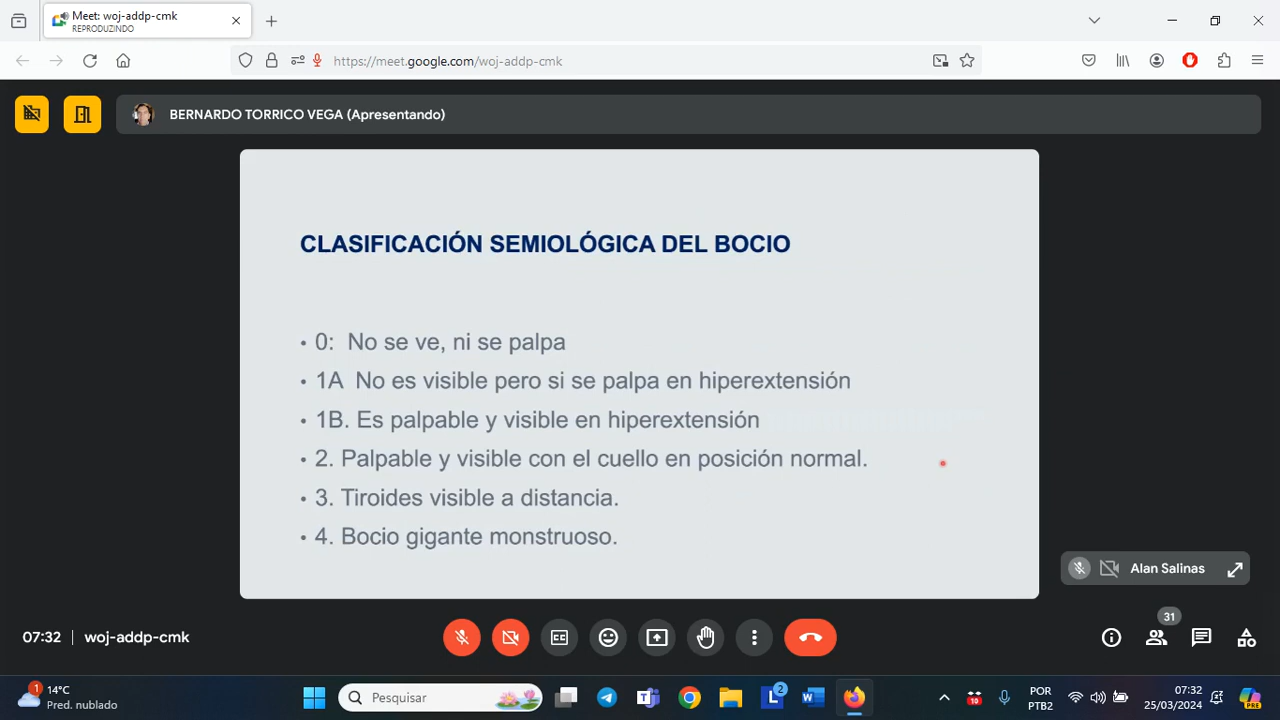 Meet: woj-addp-cmk
REPRODUZINDO
https://meet.google.com/woj-addp-cmk
BERNARDO TORRICO VEGA (Apresentando)
CLASIFICACIÓN SEMIOLÓGICA DEL BOCIO
• 0: No se ve, ni se palpa
• 1A No es visible pero si se palpa en hiperextensión
• 1B. Es palpable y visible en hiperextensión
• 2. Palpable y visible con el cuello en posición normal.
• 3. Tiroides visible a distancia.
• 4. Bocio gigante monstruoso.
Alan Salinas
07:32 | woj-addp-cmk
31
1
14°C
Pred. nublado
Pesquisar
2
10
POR
PTB2
07:32
25/03/2024
PRE